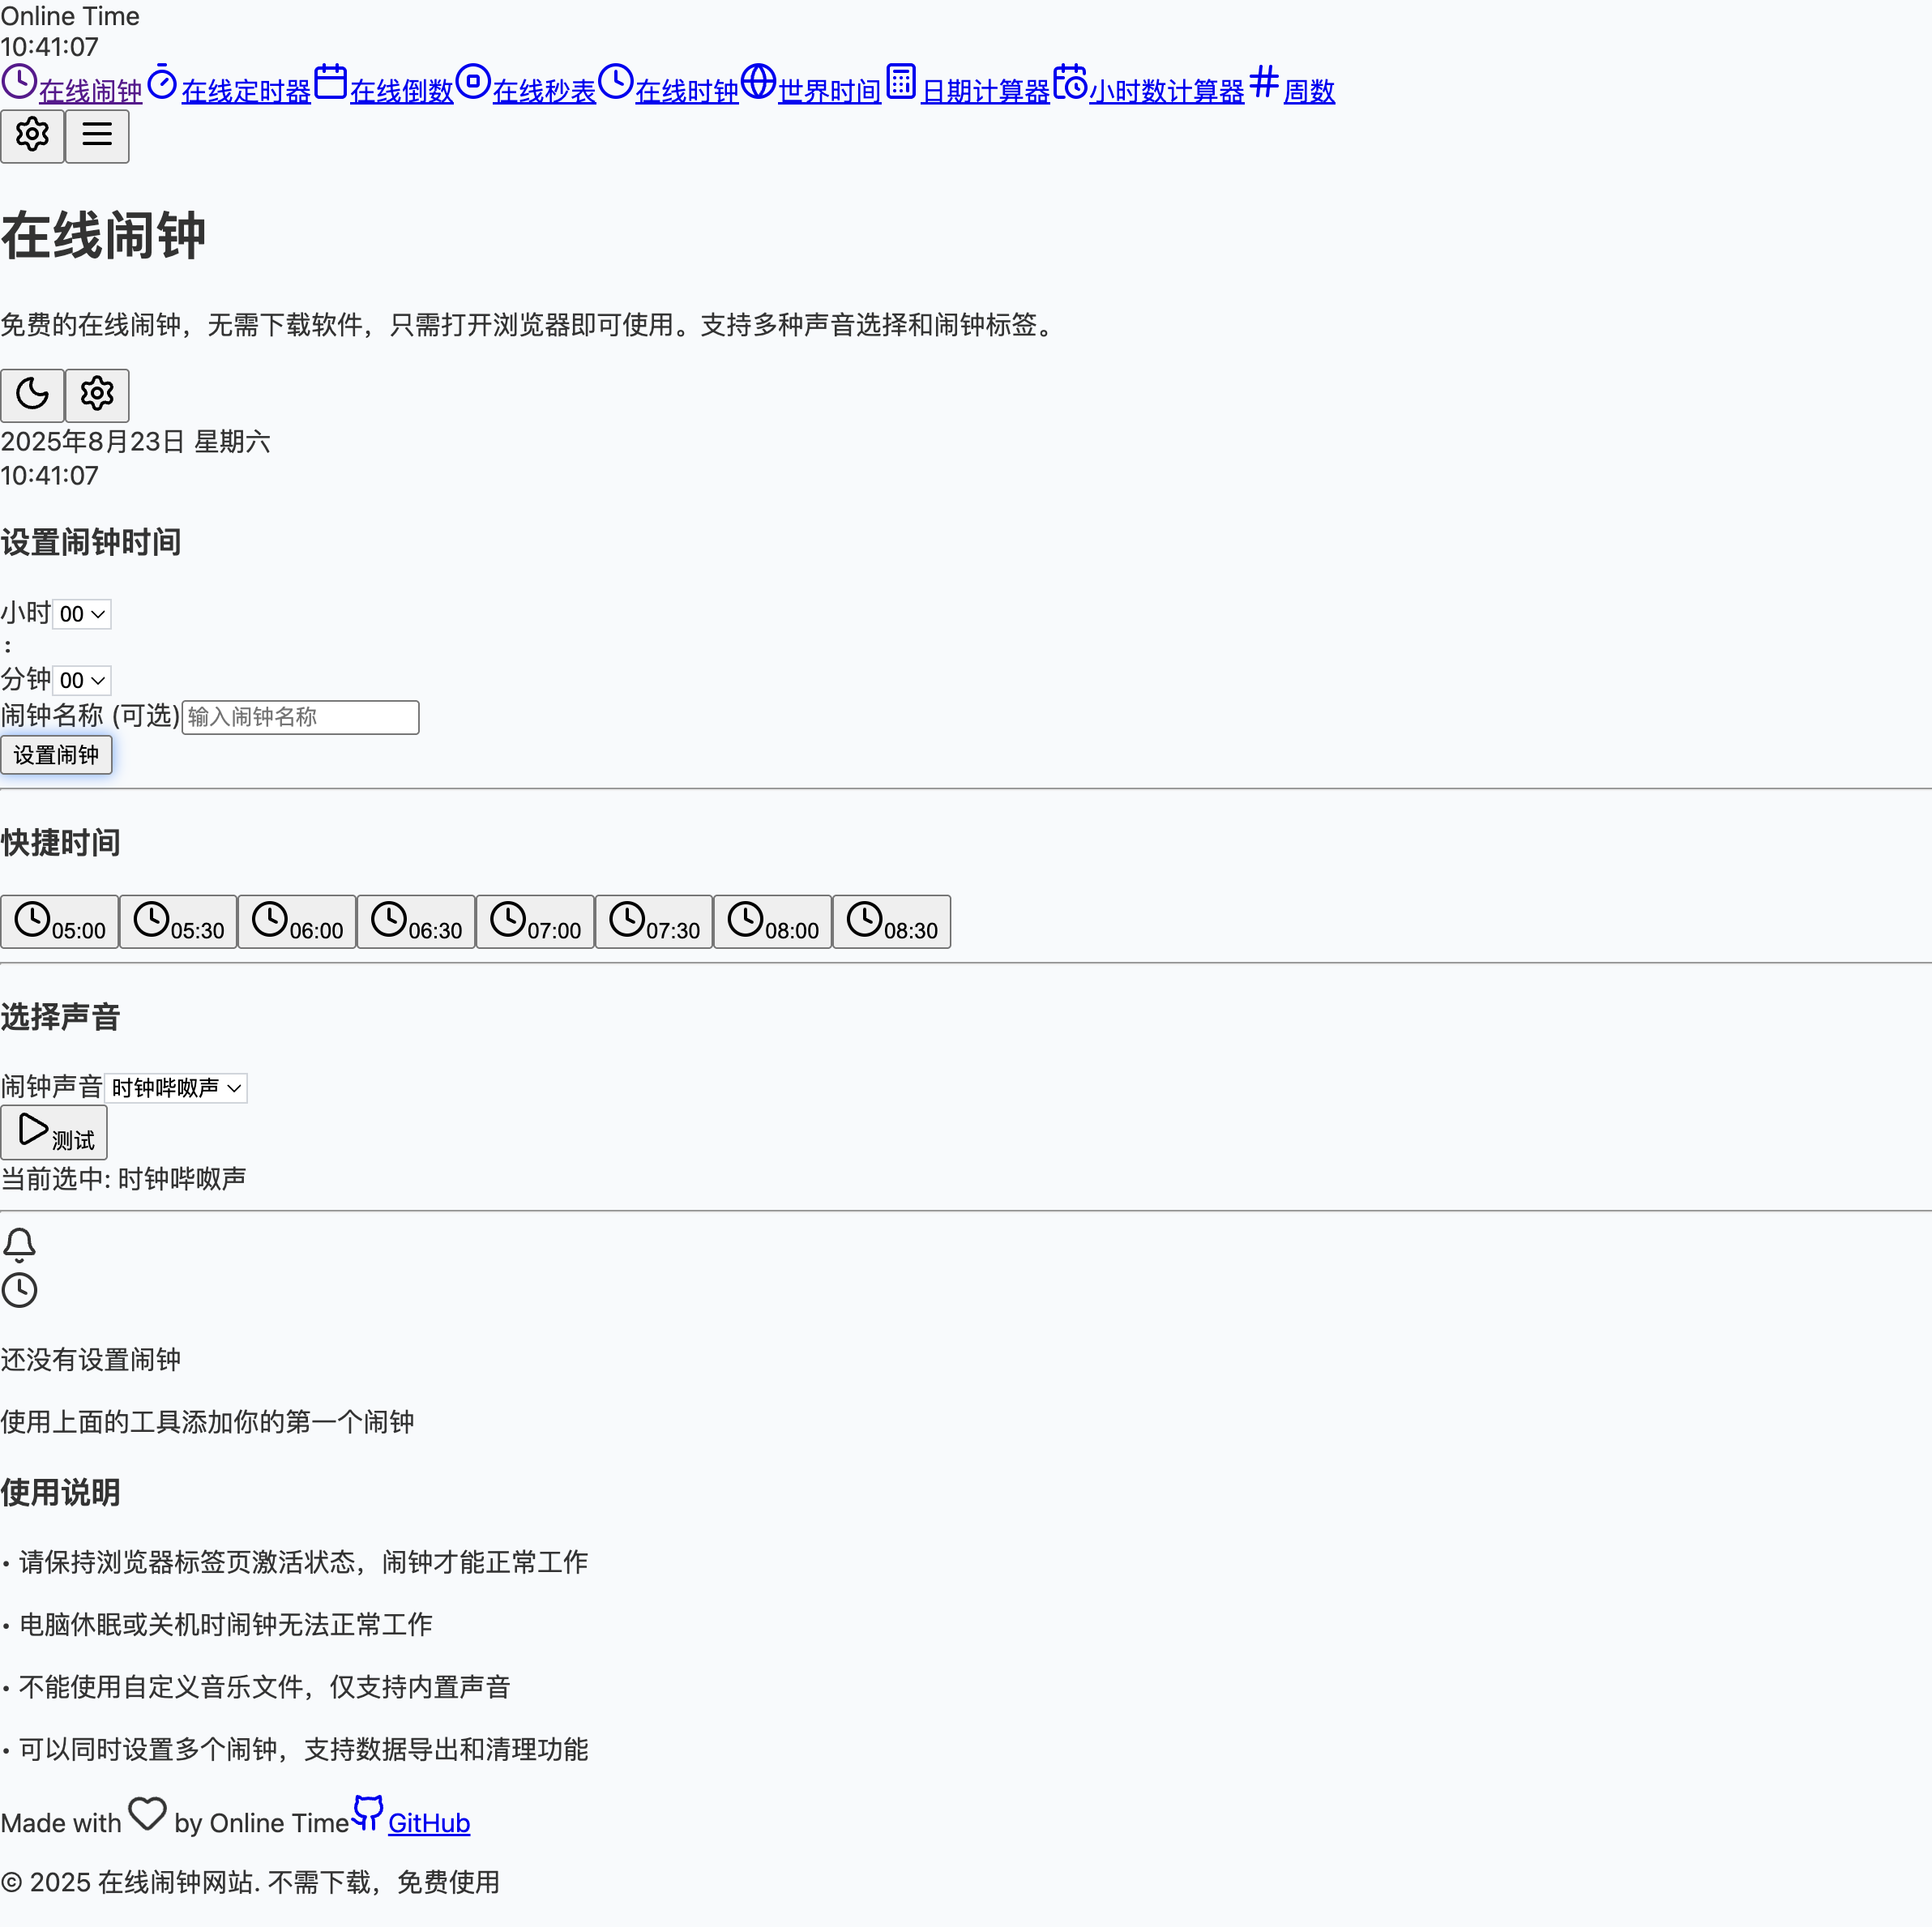 Online Time
10:41:07
在线闹钟 在线定时器 在线倒数 在线秒表 在线时钟 世界时间 日期计算器 小时数计算器 周数
在线闹钟
免费的在线闹钟，无需下载软件，只需打开浏览器即可使用。支持多种声音选择和闹钟标签。
2025年8月23日 星期六
10:41:07
设置闹钟时间
小时 00
:
分钟 00
闹钟名称 (可选) 输入闹钟名称
设置闹钟
快捷时间
05:00 05:30 06:00 06:30 07:00 07:30 08:00 08:30
选择声音
闹钟声音 时钟哔呶声
测试
当前选中: 时钟哔呶声
还没有设置闹钟
使用上面的工具添加你的第一个闹钟
使用说明
• 请保持浏览器标签页激活状态，闹钟才能正常工作
• 电脑休眠或关机时闹钟无法正常工作
• 不能使用自定义音乐文件，仅支持内置声音
• 可以同时设置多个闹钟，支持数据导出和清理功能
Made with by Online Time GitHub
© 2025 在线闹钟网站. 不需下载，免费使用